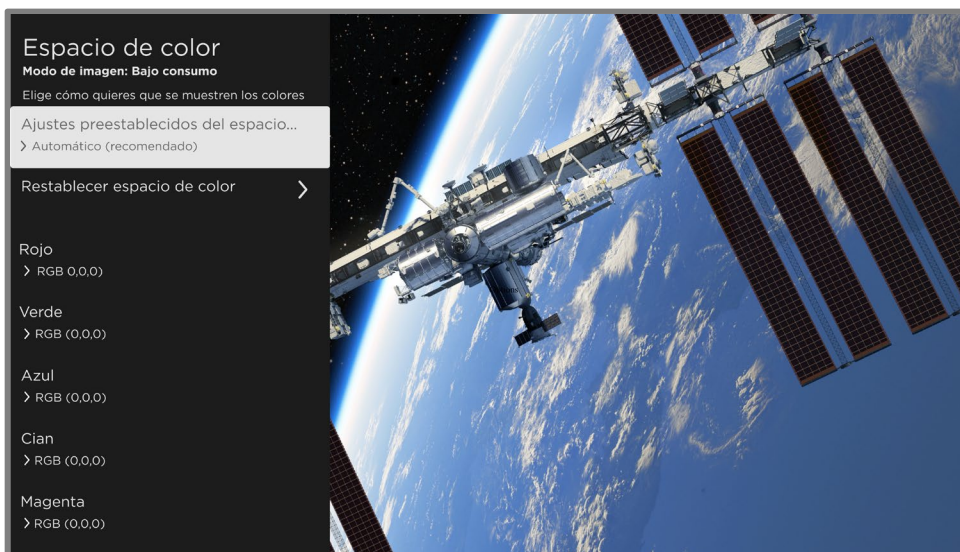 Espacio de color
Modo de imagen: Bajo consumo
Elige cómo quieres que se muestren los colores
Ajustes preestablecidos del espacio...
Automático (recomendado)
Restablecer espacio de color
Rojo
RGB 0,0,0)
Verde
RGB (0,0,0)
Azul
RGB (0,0,0)
Cian
RGB (0,0,0)
Magenta
RGB (0,0,0)